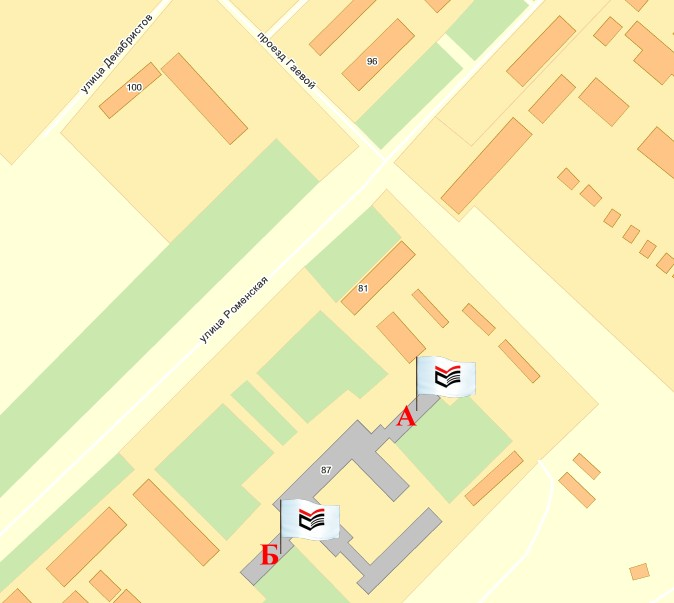 улица Декабристов
проезд Гаевой
96
100
81
улица Роменская
А
87
Б